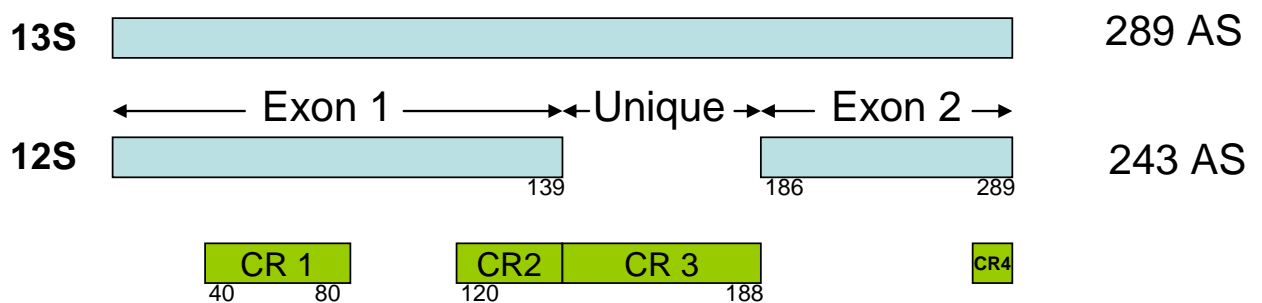 13S 289 AS
Exon 1 Unique Exon 2
12S 243 AS
139 186 289
CR 1 CR2 CR 3 CR4
40 80 120 188